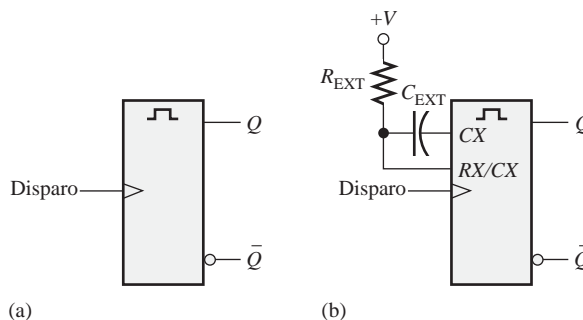 +V
R_EXT
C_EXT
Q
CX
Q
RX/CX
Disparo
Disparo
Q̄
Q̄
(a)
(b)